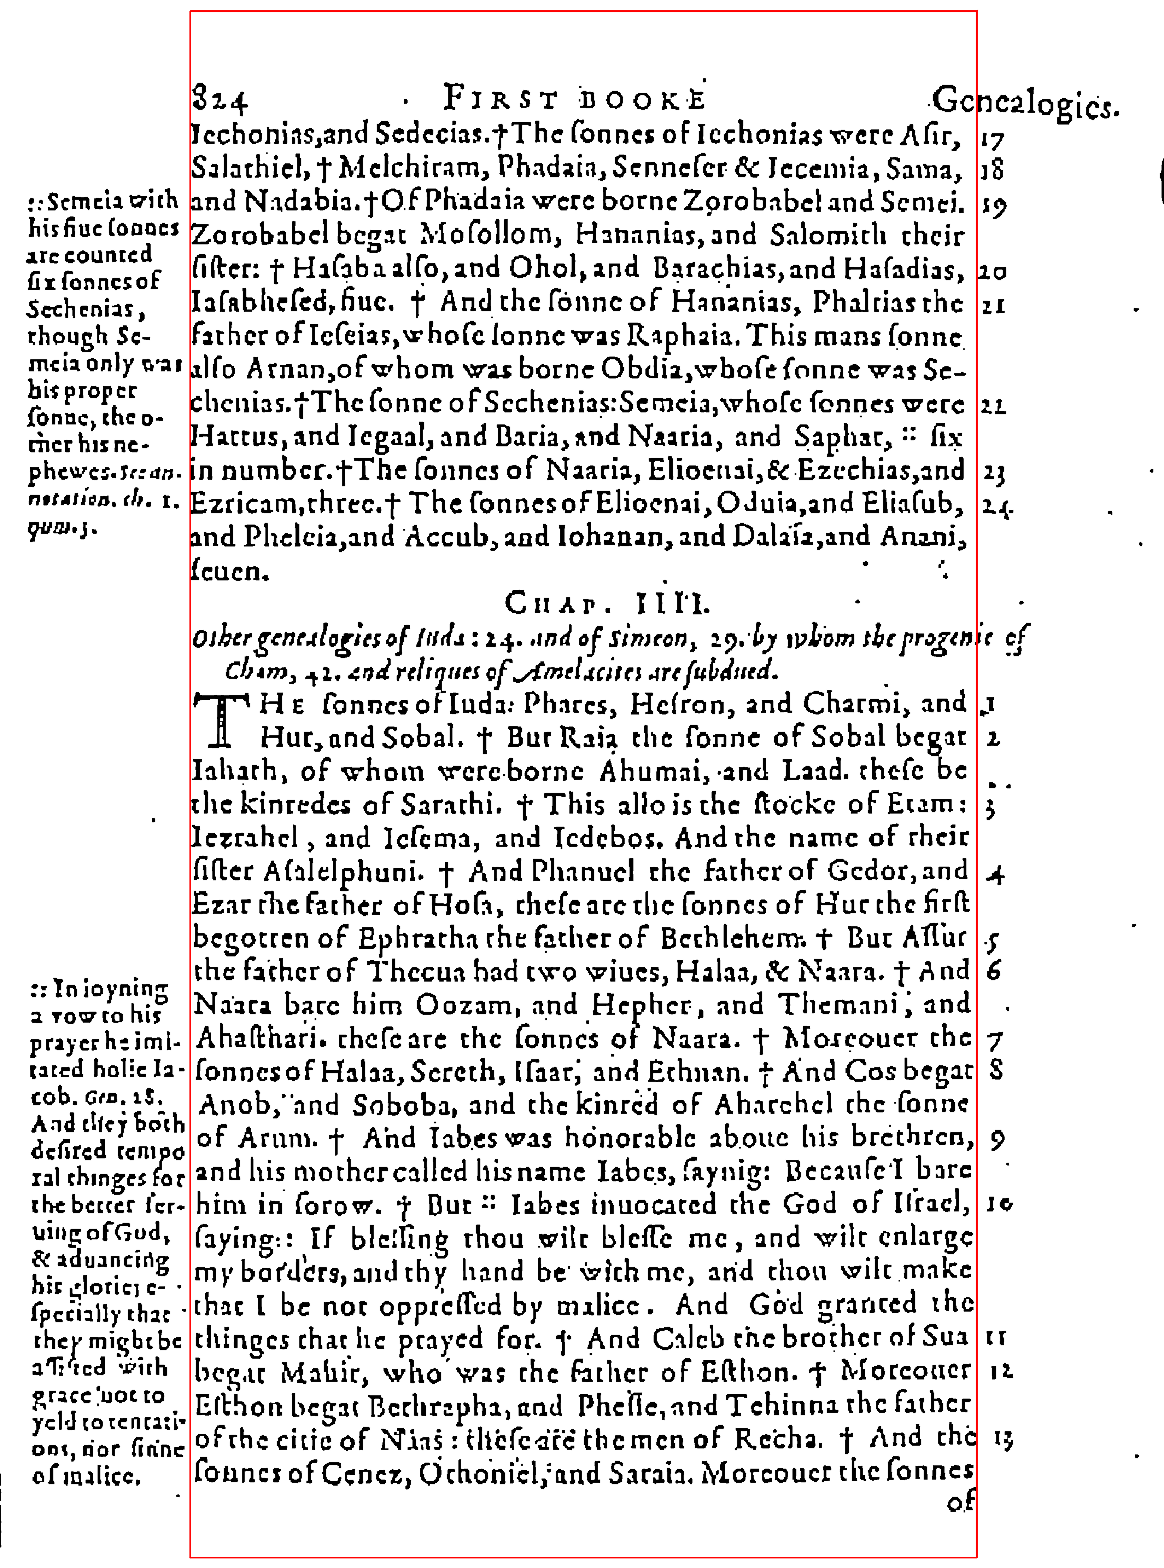 824 FIRST BOOKE Genealogies.
Iechonias,and Sedecias.†The ſonnes of Iechonias were Aſir, 17
Salathiel, † Melchiram, Phadaia, Senneſer & Iecemia, Sama, 18
and Nadabia.†Of Phadaia were borne Zorobabel and Semei. 19
Zorobabel begat Moſollom, Hananias, and Salomith their
ſiſter: † Haſaba alſo, and Ohol, and Barachias, and Haſadias, 20
Iaſabheſed, fiue. † And the ſonne of Hananias, Phaltias the 21
father of Ieſeias, whoſe ſonne was Raphaia. This mans ſonne
alſo Arnan, of whom was borne Obdia, whoſe ſonne was Se-
chenias.†The ſonne of Sechenias: Semeia, whoſe ſonnes were 22
Hattus, and Iegaal, and Baria, and Naaria, and Saphat, :: ſix
in number.†The ſonnes of Naaria, Elioenai, & Ezechias, and 23
Ezricam, three.† The ſonnes of Elioenai, Oduia, and Eliaſub, 24.
and Pheleia, and Accub, and Iohanan, and Dalaia, and Anani,
ſeuen.
:: Semeia with
his fiue ſonnes
are counted
ſix ſonnes of
Sechenias,
though Se-
meia only was
his proper
ſonne, the o-
ther his ne-
phewes. See an-
notation. ch. 1.
num. 5.
CHAP. IIII.
Other genealogies of Iuda: 24. and of Simeon, 29. by whom the progenie of
Cham, 42. and reliques of Amelacites are ſubdued.
THE ſonnes of Iuda: Phares, Heſron, and Charmi, and 1
Hur, and Sobal. † But Raia the ſonne of Sobal begat 2
Iahath, of whom were borne Ahumai, and Laad. theſe be
the kinredes of Sarathi. † This alſo is the ſtocke of Etam: 3
Iezrahel, and Ieſema, and Iedebos. And the name of their
ſiſter Aſalelphuni. † And Phanuel the father of Gedor, and 4
Ezar the father of Hoſa, theſe are the ſonnes of Hur the firſt
begotten of Ephratha the father of Bethlehem. † But Aſſur 5
the father of Thecua had two wiues, Halaa, & Naara. † And 6
Naara bare him Oozam, and Hepher, and Themani, and
Ahaſthari. theſe are the ſonnes of Naara. † Moreouer the 7
ſonnes of Halaa, Sereth, Iſaar, and Ethnan. † And Cos begat 8
Anob, and Soboba, and the kinred of Aharehel the ſonne
of Arum. † And Iabes was honorable aboue his brethren, 9
and his mother called his name Iabes, ſaynig: Becauſe I bare
him in ſorow. † But :: Iabes inuocated the God of Iſrael, 10
ſaying: If bleſſing thou wilt bleſſe me, and wilt enlarge
my borders, and thy hand be with me, and thou wilt make
that I be not oppreſſed by malice. And God granted the
thinges that he prayed for. † And Caleb the brother of Sua 11
begat Mahir, who was the father of Eſthon. † Moreouer 12
Eſthon begat Bethrapha, and Pheſſe, and Tehinna the father
of the citie of Naas: theſe are the men of Recha. † And the 13
ſonnes of Cenez, Othoniel, and Saraia. Moreouer the ſonnes
of
:: In ioyning
a vow to his
prayer he imi-
tated holie Ia-
cob. Gen. 28.
And they both
deſired tempo
ral thinges for
the better ſer-
uing of God,
& aduancing
his glorie; e-
ſpecially that
they might be
aſſiſted with
grace not to
yeld to tentati-
ons, nor ſinne
of malice.